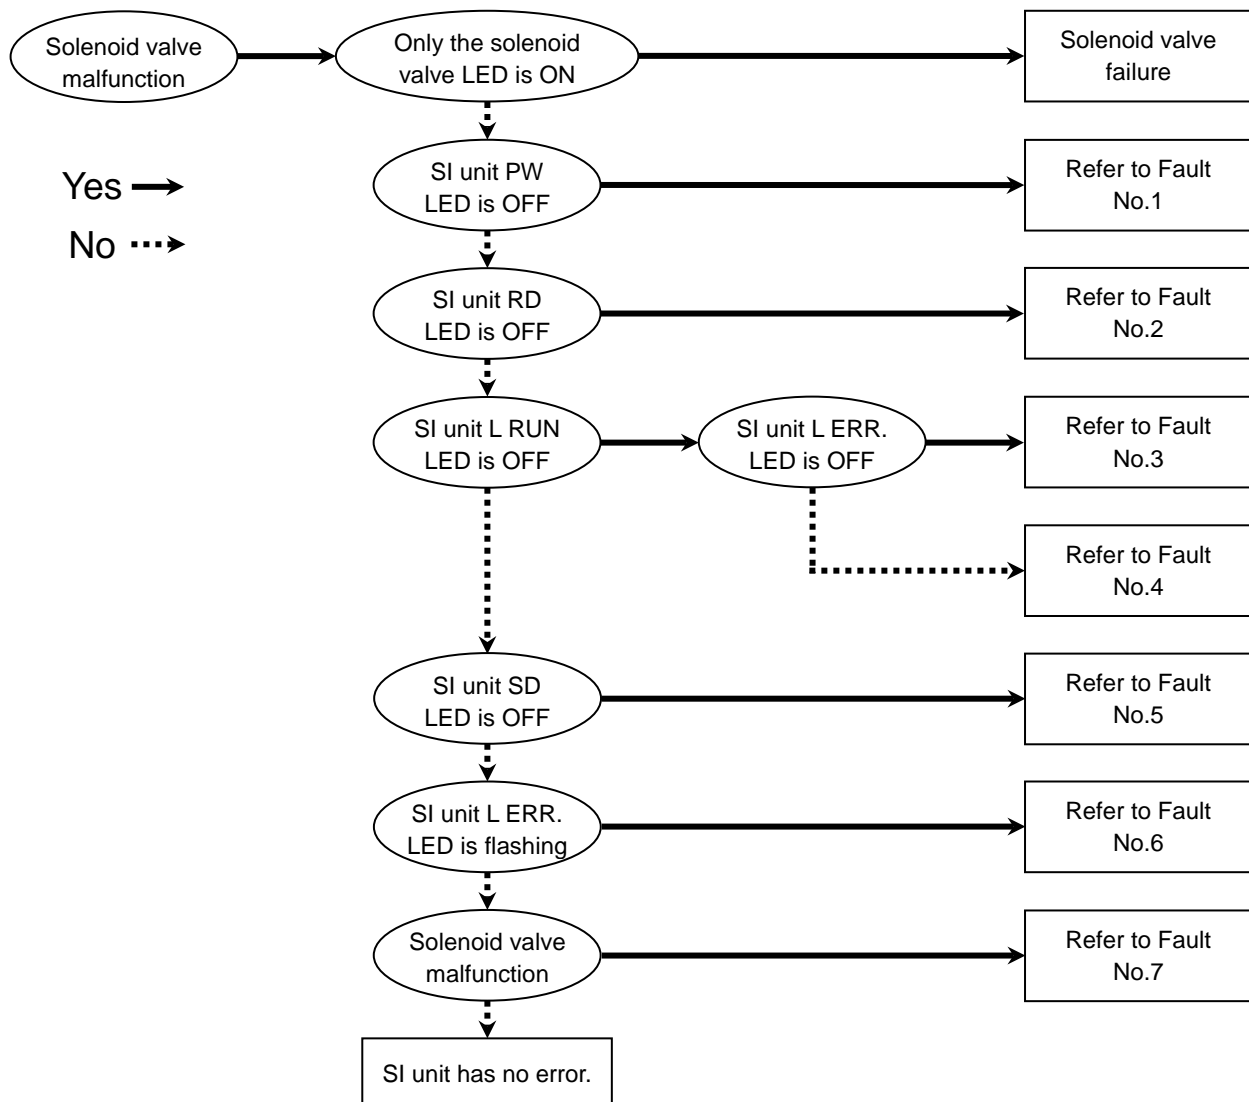 Solenoid valve
malfunction
Only the solenoid
valve LED is ON
Solenoid valve
failure
Yes
No
SI unit PW
LED is OFF
Refer to Fault
No.1
SI unit RD
LED is OFF
Refer to Fault
No.2
SI unit L RUN
LED is OFF
SI unit L ERR.
LED is OFF
Refer to Fault
No.3
Refer to Fault
No.4
SI unit SD
LED is OFF
Refer to Fault
No.5
SI unit L ERR.
LED is flashing
Refer to Fault
No.6
Solenoid valve
malfunction
Refer to Fault
No.7
SI unit has no error.